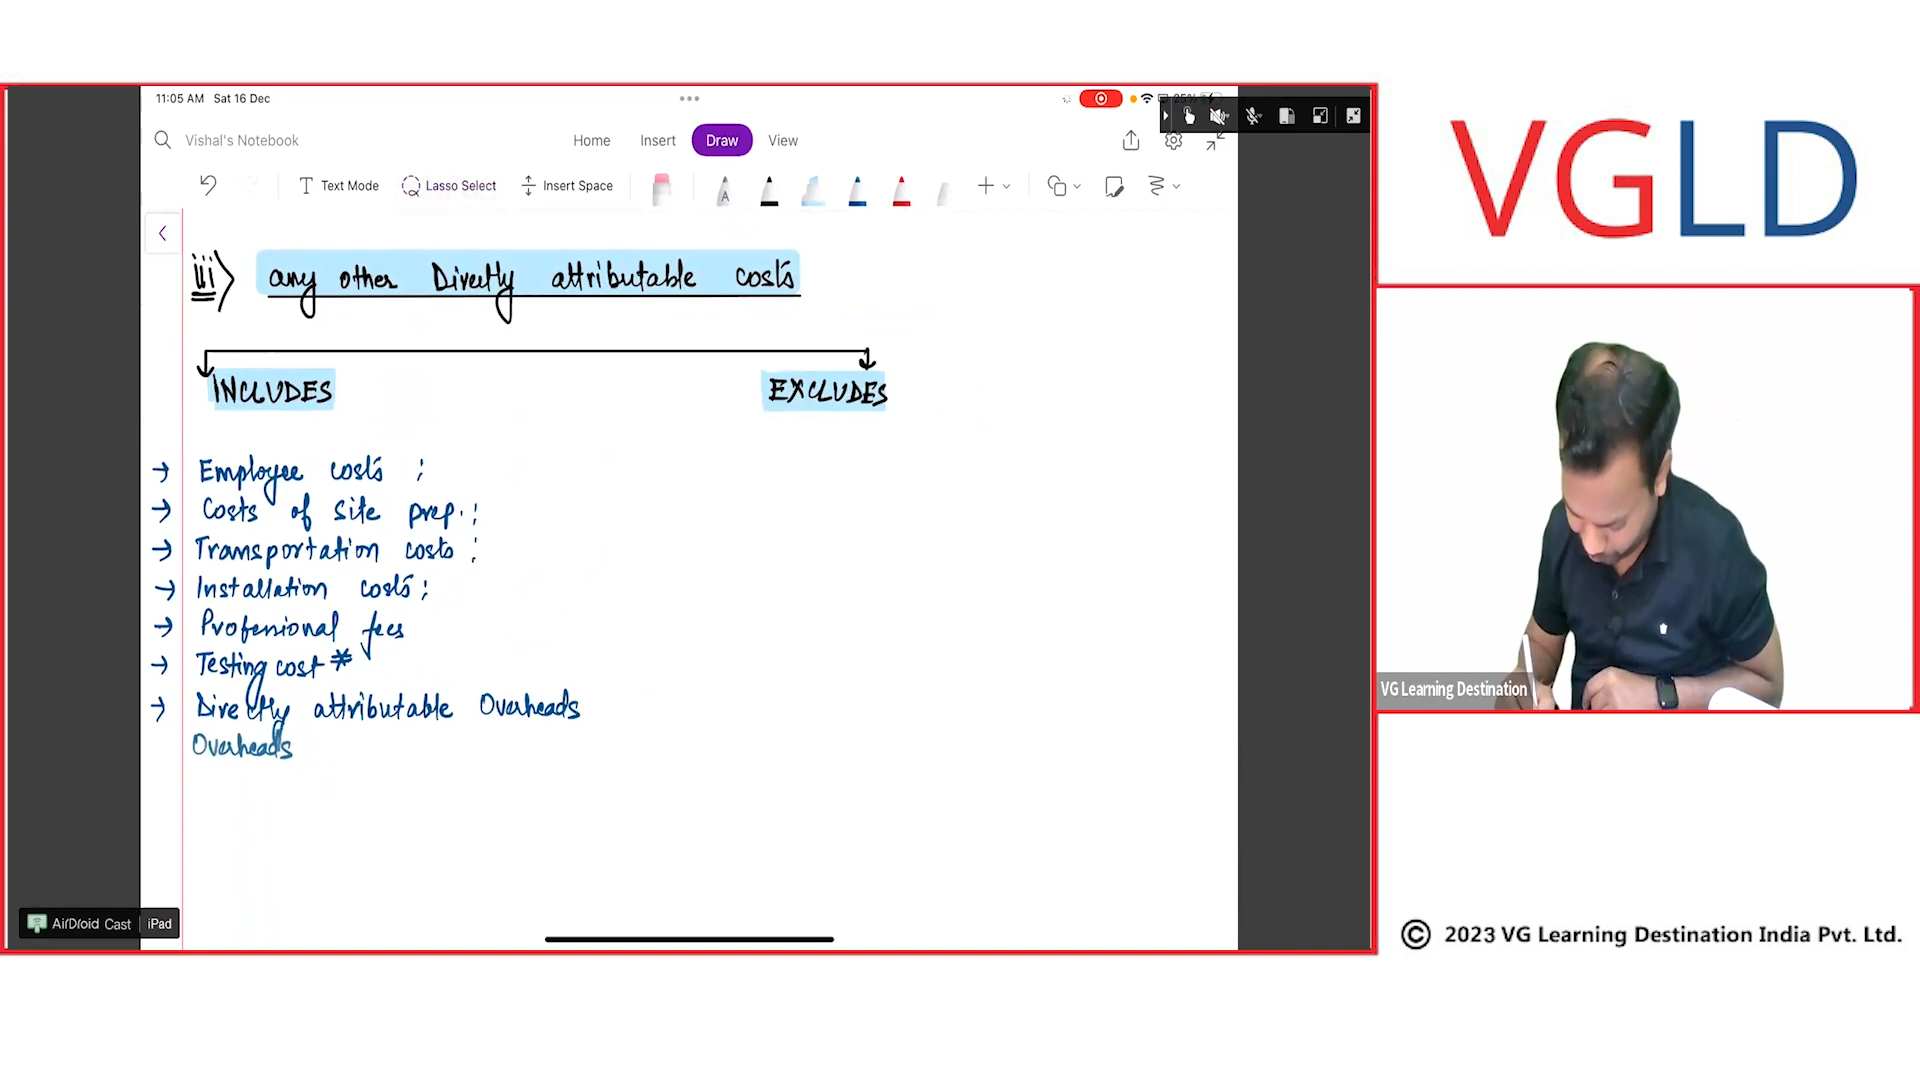 11:05 AM Sat 16 Dec
25%
Vishal's Notebook
Home Insert Draw View
Text Mode Lasso Select Insert Space
iii) any other Directly attributable costs
INCLUDES EXCLUDES
→ Employee costs ;
→ Costs of site prep. ;
→ Transportation costs ;
→ Installation costs ;
→ Professional fees
→ Testing cost *
→ Directly attributable Overheads
Overheads
AirDroid Cast iPad
VGLD
VG Learning Destination
© 2023 VG Learning Destination India Pvt. Ltd.